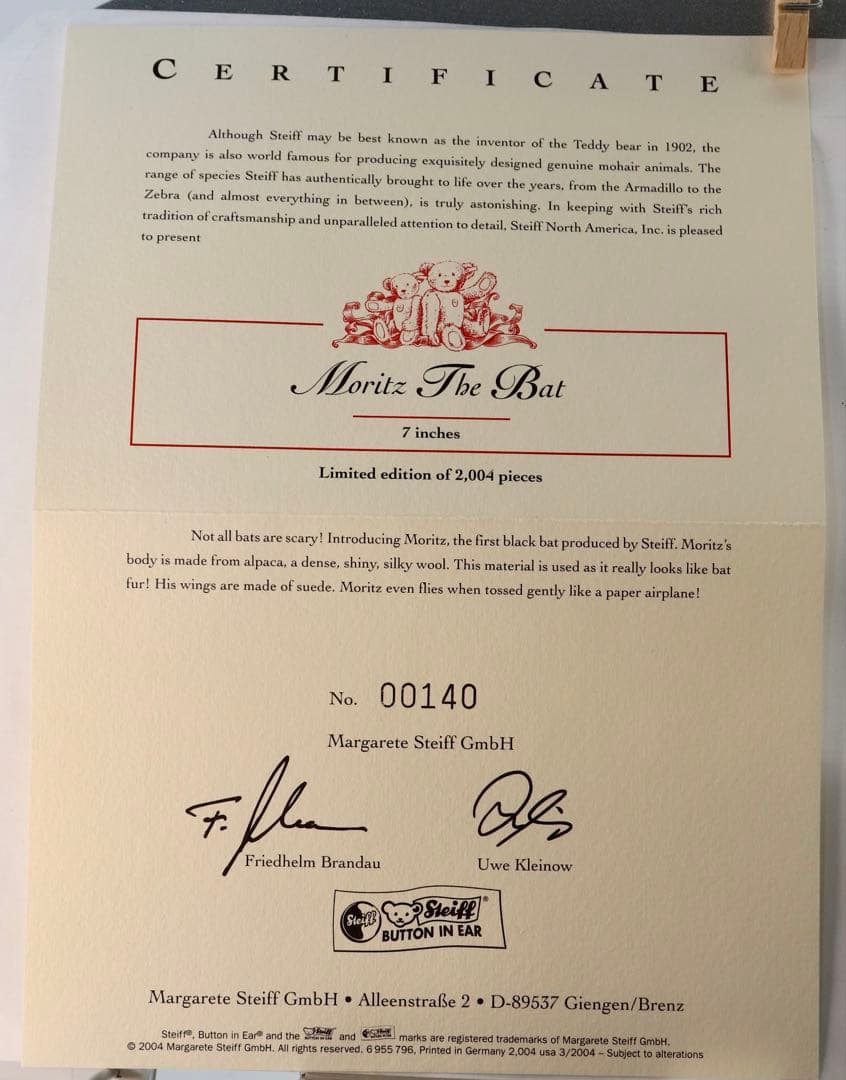 CERTIFICATE
Although Steiff may be best known as the inventor of the Teddy bear in 1902, the
company is also world famous for producing exquisitely designed genuine mohair animals. The
range of species Steiff has authentically brought to life over the years, from the Armadillo to the
Zebra (and almost everything in between), is truly astonishing. In keeping with Steiff's rich
tradition of craftsmanship and unparalleled attention to detail, Steiff North America, Inc. is pleased
to present
Moritz The Bat
7 inches
Limited edition of 2,004 pieces
Not all bats are scary! Introducing Moritz, the first black bat produced by Steiff. Moritz's
body is made from alpaca, a dense, shiny, silky wool. This material is used as it really looks like bat
fur! His wings are made of suede. Moritz even flies when tossed gently like a paper airplane!
No. 00140
Margarete Steiff GmbH
Friedhelm Brandau
Uwe Kleinow
Steiff Steiff®
BUTTON IN EAR
Margarete Steiff GmbH • Alleenstraße 2 • D-89537 Giengen/Brenz
Steiff®, Button in Ear® and the Steiff and Steiff marks are registered trademarks of Margarete Steiff GmbH.
© 2004 Margarete Steiff GmbH. All rights reserved. 6 955 796, Printed in Germany 2,004 usa 3/2004 – Subject to alterations